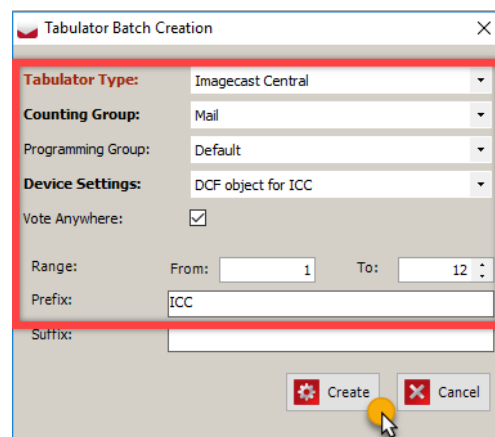 Tabulator Batch Creation
Tabulator Type: Imagecast Central
Counting Group: Mail
Programming Group: Default
Device Settings: DCF object for ICC
Vote Anywhere:
Range: From: 1 To: 12
Prefix: ICC
Suffix:
Create Cancel